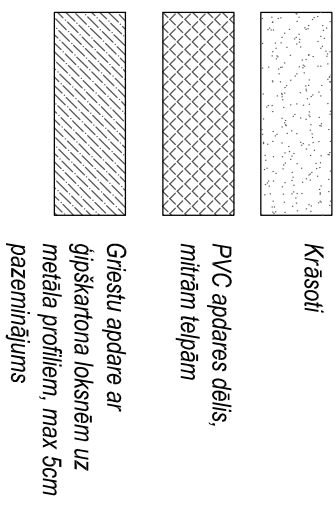 Krāsoti
PVC apdares dēlis,
mitrām telpām
Griestu apdare ar
ģipškartona loksnēm uz
metāla profiliem, max 5cm
pazeminājums